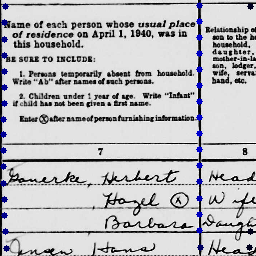 Name of each person whose usual place
of residence on April 1, 1940, was in
this household.
BE SURE TO INCLUDE:
1. Persons temporarily absent from household.
Write "Ab" after names of such persons.
2. Children under 1 year of age. Write "Infant"
if child has not been given a first name.
Enter ⓧ after name of person furnishing information.
Relationship of
son to the h
household,
daughter,
mother-in-la
son, lodger,
wife, serva
hand, etc.
7 8
Ganerke, Herbert Head
Hazel Ⓐ Wife
Barbara Daught
Jensen, Hans Head